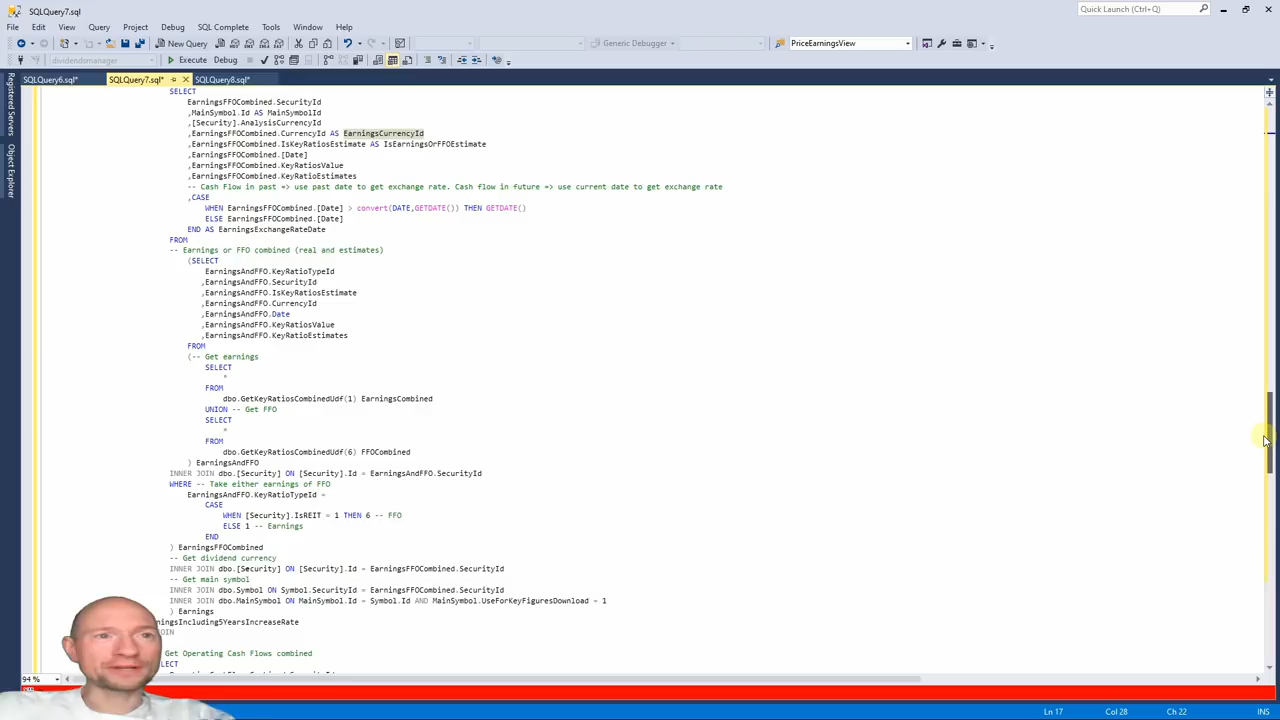 SQLQuery7.sql
Quick Launch (Ctrl+Q)
File Edit View Query Project Debug SQL Complete Tools Window Help
New Query Generic Debugger PriceEarningsView
dividendsmanager Execute Debug
SQLQuery6.sql* SQLQuery7.sql* SQLQuery8.sql*
Registered Servers
Object Explorer
SELECT
EarningsFFOCombined.SecurityId
,MainSymbol.Id AS MainSymbolId
,[Security].AnalysisCurrencyId
,EarningsFFOCombined.CurrencyId AS EarningsCurrencyId
,EarningsFFOCombined.IsKeyRatiosEstimate AS IsEarningsOrFFOEstimate
,EarningsFFOCombined.[Date]
,EarningsFFOCombined.KeyRatiosValue
,EarningsFFOCombined.KeyRatioEstimates
-- Cash Flow in past => use past date to get exchange rate. Cash flow in future => use current date to get exchange rate
,CASE
WHEN EarningsFFOCombined.[Date] > convert(DATE,GETDATE()) THEN GETDATE()
ELSE EarningsFFOCombined.[Date]
END AS EarningsExchangeRateDate
FROM
-- Earnings or FFO combined (real and estimates)
(SELECT
EarningsAndFFO.KeyRatioTypeId
,EarningsAndFFO.SecurityId
,EarningsAndFFO.IsKeyRatiosEstimate
,EarningsAndFFO.CurrencyId
,EarningsAndFFO.Date
,EarningsAndFFO.KeyRatiosValue
,EarningsAndFFO.KeyRatioEstimates
FROM
(-- Get earnings
SELECT
*
FROM
dbo.GetKeyRatiosCombinedUdf(1) EarningsCombined
UNION -- Get FFO
SELECT
*
FROM
dbo.GetKeyRatiosCombinedUdf(6) FFOCombined
) EarningsAndFFO
INNER JOIN dbo.[Security] ON [Security].Id = EarningsAndFFO.SecurityId
WHERE -- Take either earnings of FFO
EarningsAndFFO.KeyRatioTypeId =
CASE
WHEN [Security].IsREIT = 1 THEN 6 -- FFO
ELSE 1 -- Earnings
END
) EarningsFFOCombined
-- Get dividend currency
INNER JOIN dbo.[Security] ON [Security].Id = EarningsFFOCombined.SecurityId
-- Get main symbol
INNER JOIN dbo.Symbol ON Symbol.SecurityId = EarningsFFOCombined.SecurityId
INNER JOIN dbo.MainSymbol ON MainSymbol.Id = Symbol.Id AND MainSymbol.UseForKeyFiguresDownload = 1
) Earnings
ningsIncluding5YearsIncreaseRate
OIN
Get Operating Cash Flows combined
LECT
94 %
Ln 17 Col 28 Ch 22 INS